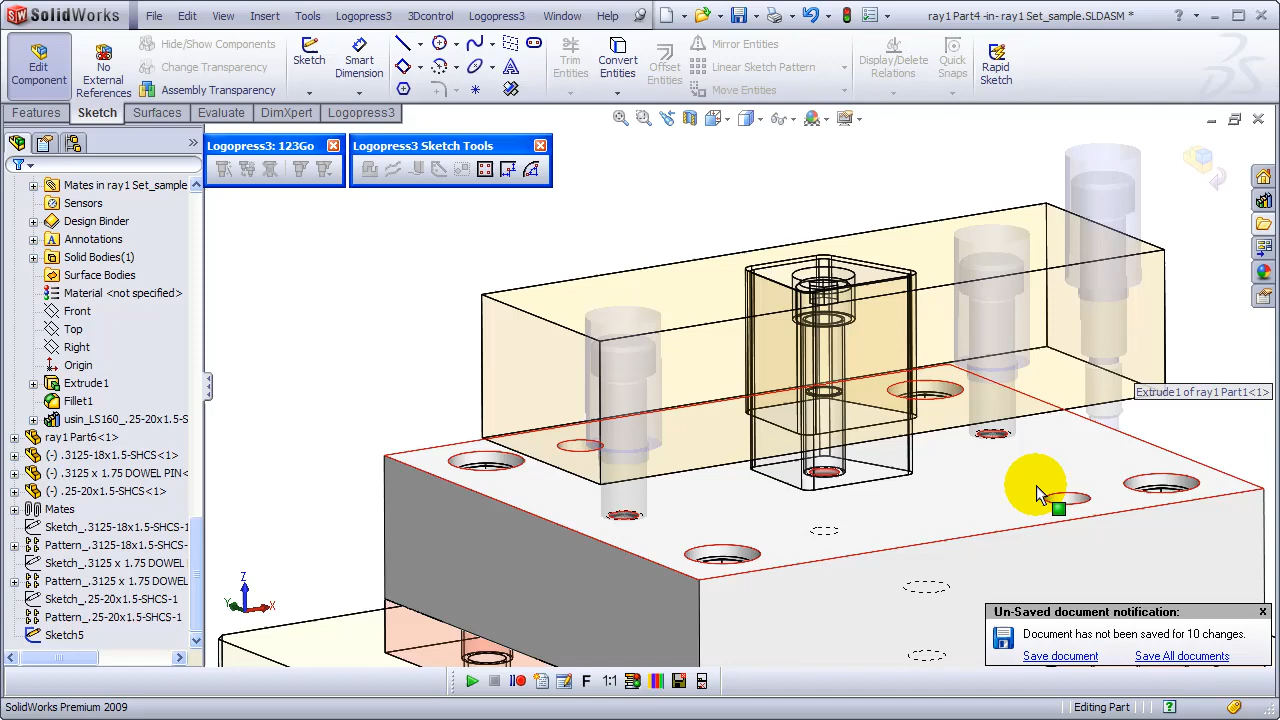 SolidWorks File Edit View Insert Tools Logopress3 3Dcontrol Logopress3 Window Help ray1 Part4 -in- ray1 Set_sample.SLDASM *
Edit Component
No External References
Hide/Show Components
Change Transparency
Assembly Transparency
Sketch
Smart Dimension
Trim Entities
Convert Entities
Offset Entities
Mirror Entities
Linear Sketch Pattern
Move Entities
Display/Delete Relations
Quick Snaps
Rapid Sketch
Features Sketch Surfaces Evaluate DimXpert Logopress3
Logopress3: 123Go
Logopress3 Sketch Tools
Mates in ray1 Set_sample
Sensors
Design Binder
Annotations
Solid Bodies(1)
Surface Bodies
Material <not specified>
Front
Top
Right
Origin
Extrude1
Fillet1
usin_LS160_.25-20x1.5-S
ray1 Part6<1>
(-) .3125-18x1.5-SHCS<1>
(-) .3125 x 1.75 DOWEL PIN<
(-) .25-20x1.5-SHCS<1>
Mates
Sketch_.3125-18x1.5-SHCS-1
Pattern_.3125-18x1.5-SHCS-
Sketch_.3125 x 1.75 DOWEL
Pattern_.3125 x 1.75 DOWEL
Sketch_.25-20x1.5-SHCS-1
Pattern_.25-20x1.5-SHCS-1
Sketch5
Extrude1 of ray1 Part1<1>
Z
Y
X
Un-Saved document notification:
Document has not been saved for 10 changes.
Save document Save All documents
F 1:1
SolidWorks Premium 2009 Editing Part